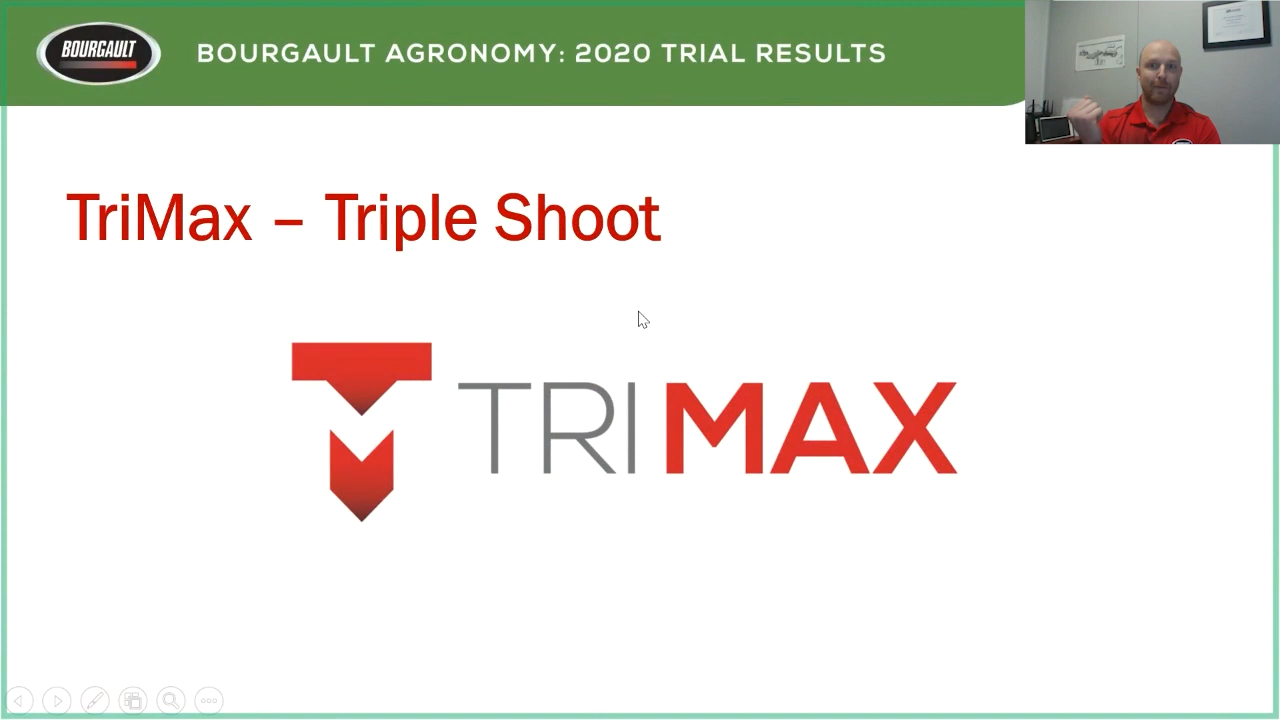 BOURGAULT
BOURGAULT AGRONOMY: 2020 TRIAL RESULTS
TriMax – Triple Shoot
TRIMAX